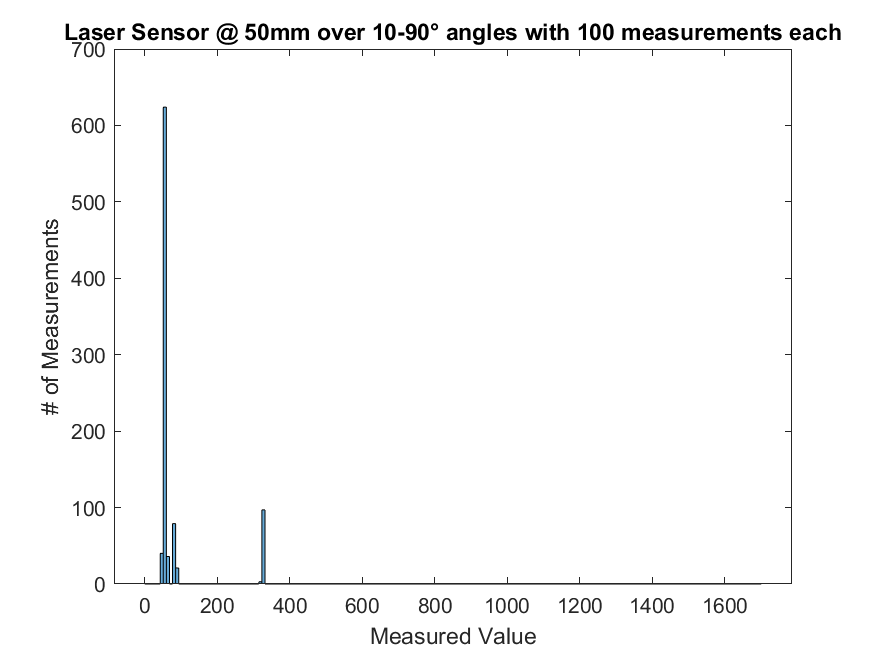 Laser Sensor @ 50mm over 10-90° angles with 100 measurements each
700
600
500
400
300
200
100
0
# of Measurements
0 200 400 600 800 1000 1200 1400 1600
Measured Value